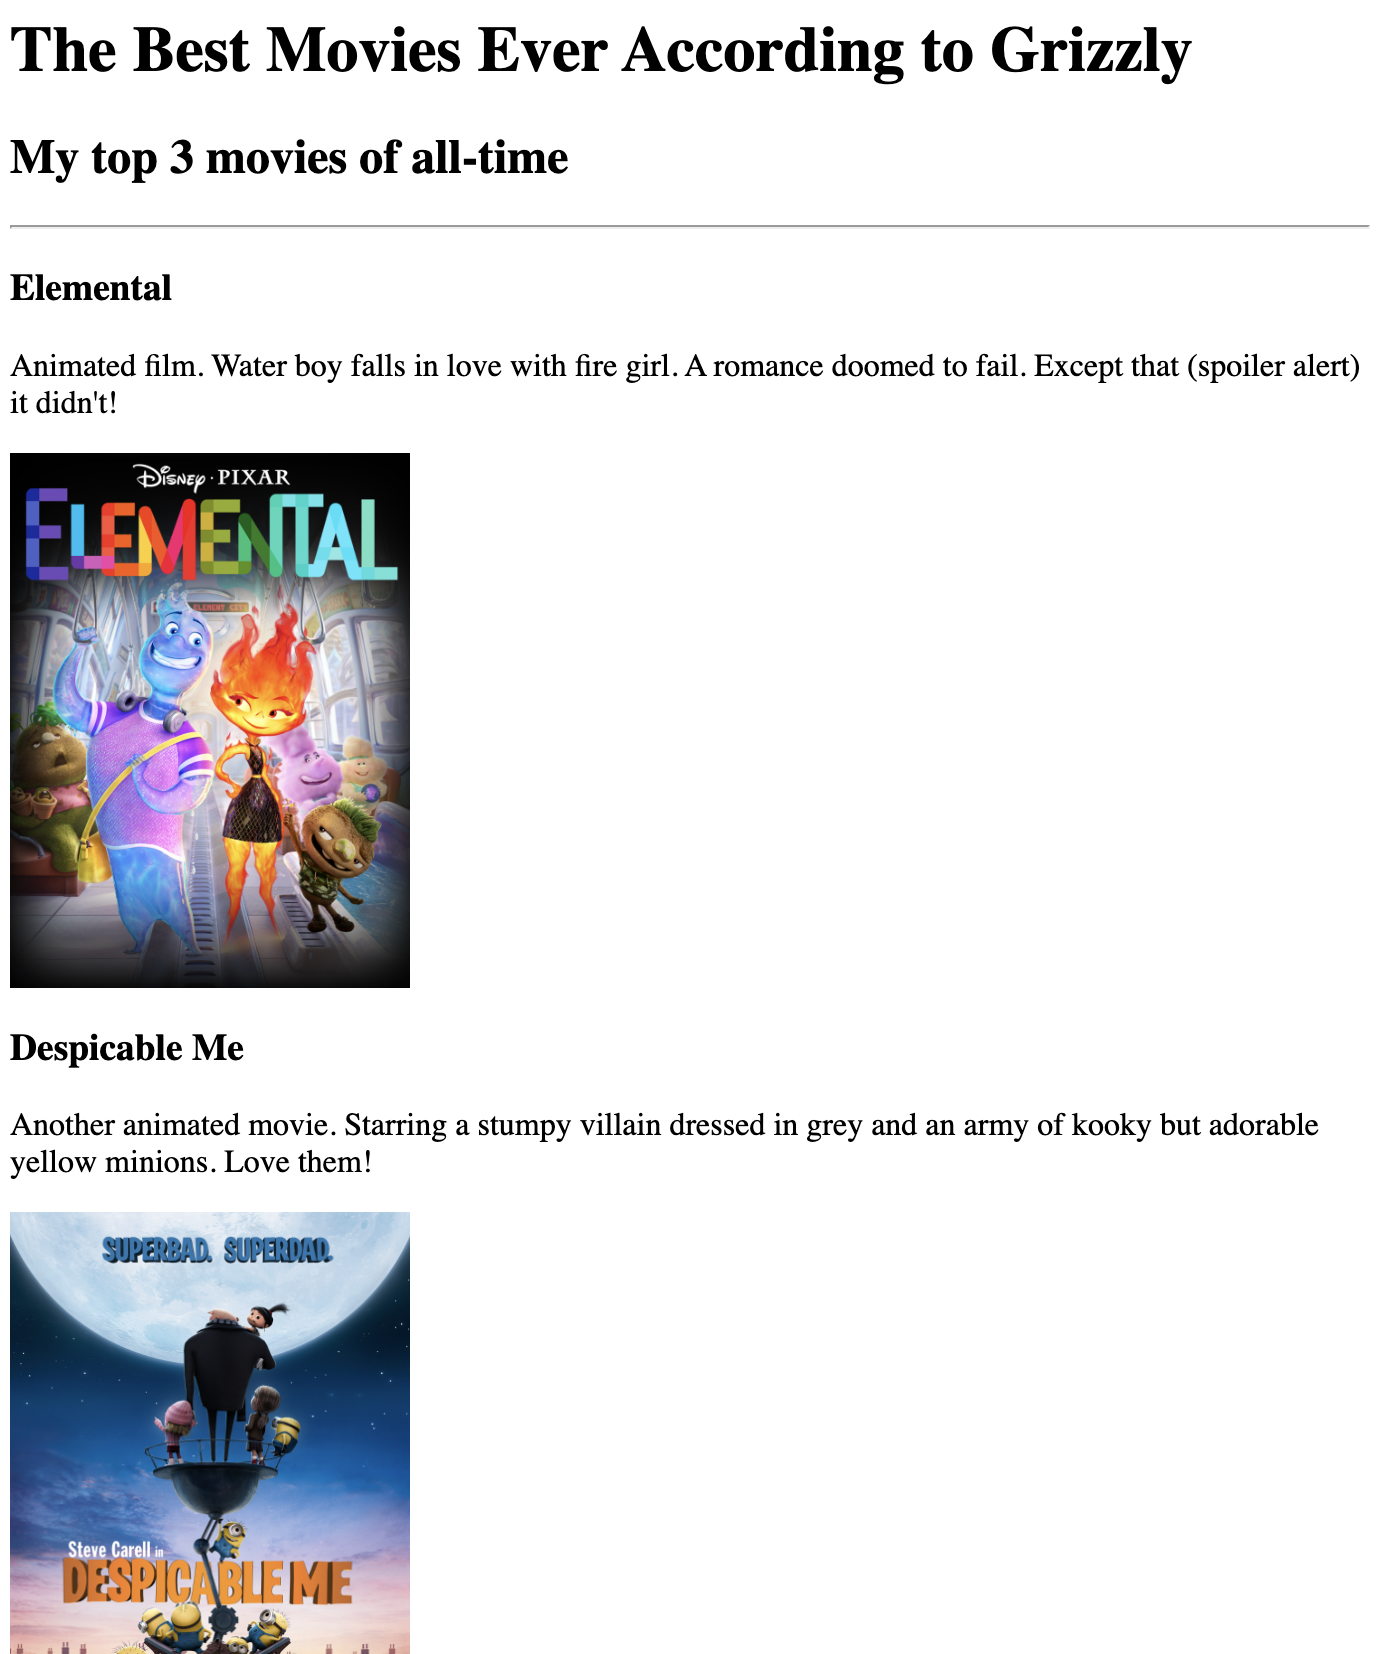 The Best Movies Ever According to Grizzly
My top 3 movies of all-time
Elemental
Animated film. Water boy falls in love with fire girl. A romance doomed to fail. Except that (spoiler alert)
it didn't!
Disney · PIXAR
ELEMENTAL
ELEMENT CITY
Despicable Me
Another animated movie. Starring a stumpy villain dressed in grey and an army of kooky but adorable
yellow minions. Love them!
SUPERBAD. SUPERDAD.
Steve Carell in
DESPICABLE ME